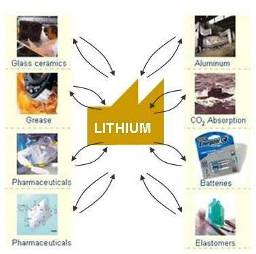 Glass ceramics
Aluminum
LITHIUM
Grease
CO₂ Absorption
Pharmaceuticals
Batteries
Pharmaceuticals
Elastomers